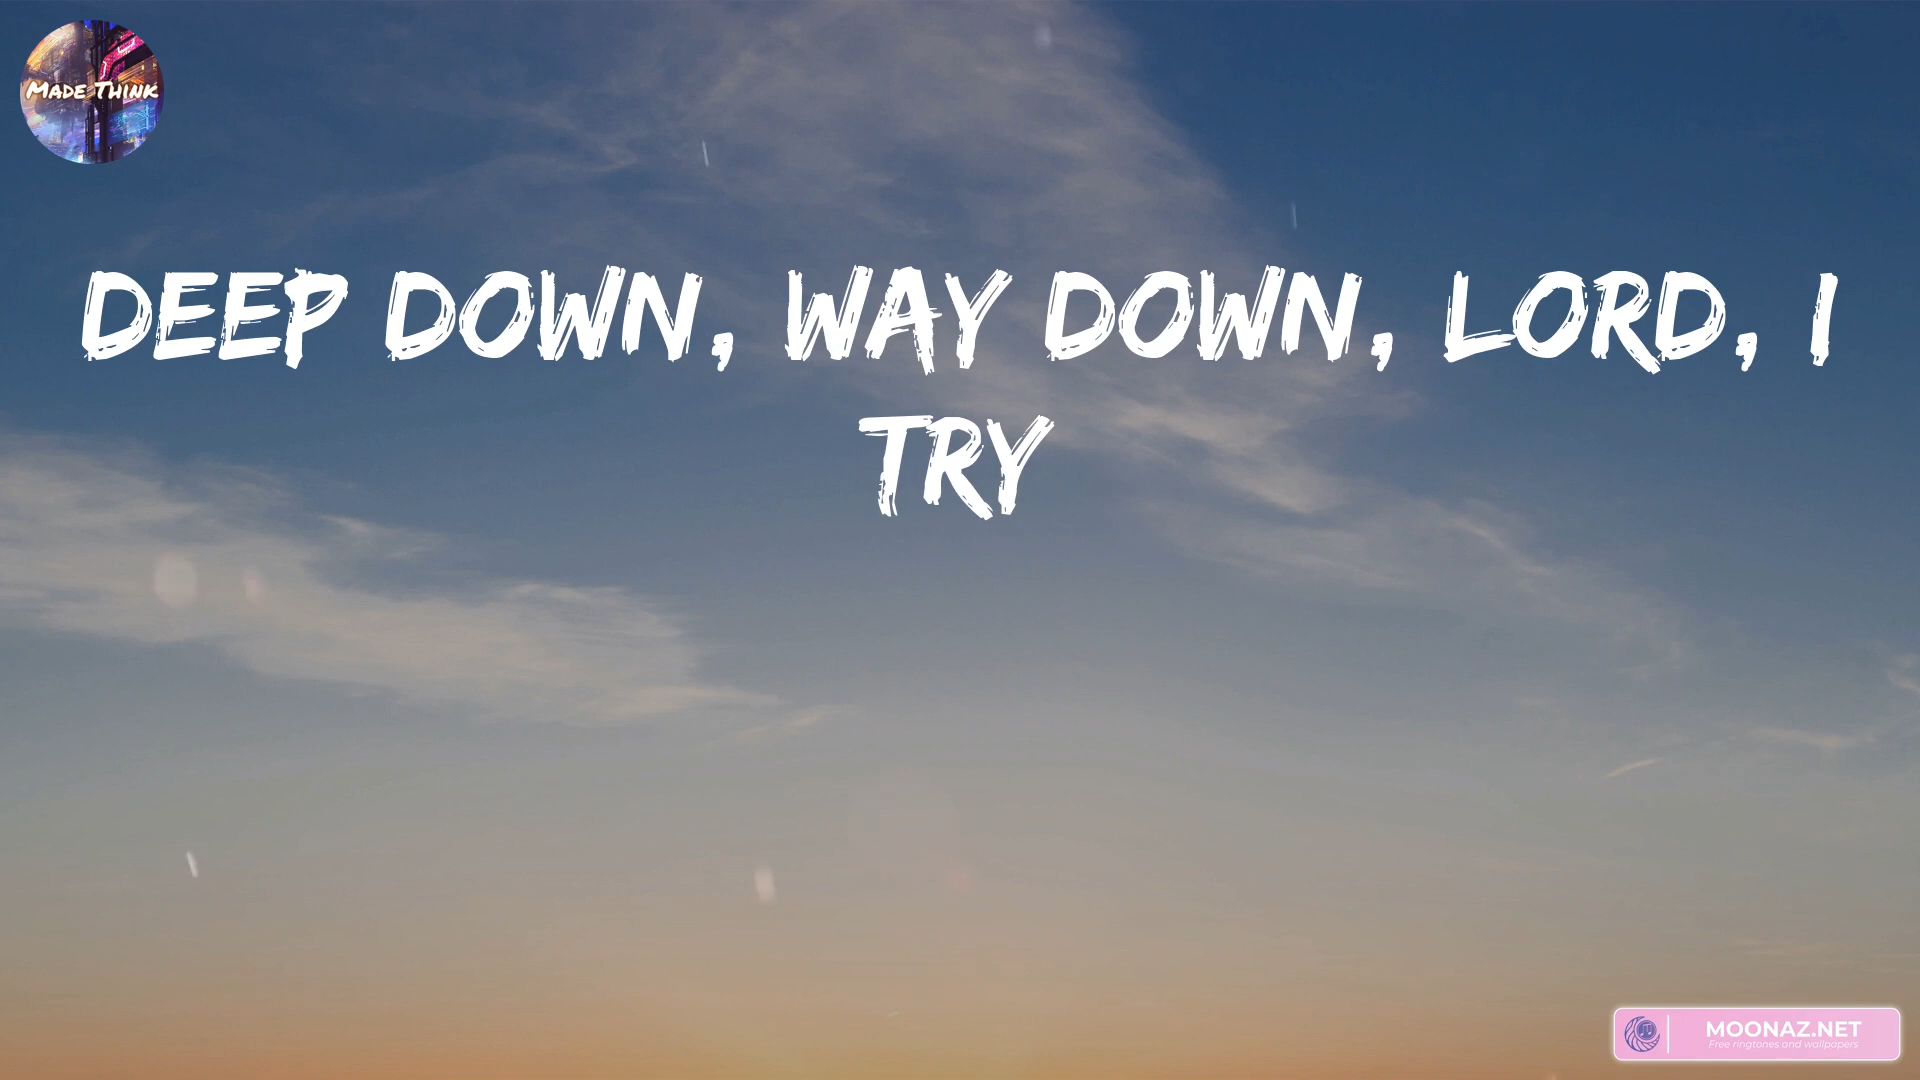 MADE THINK
DEEP DOWN, WAY DOWN, LORD, I
TRY
MOONAZ.NET
Free ringtones and wallpapers